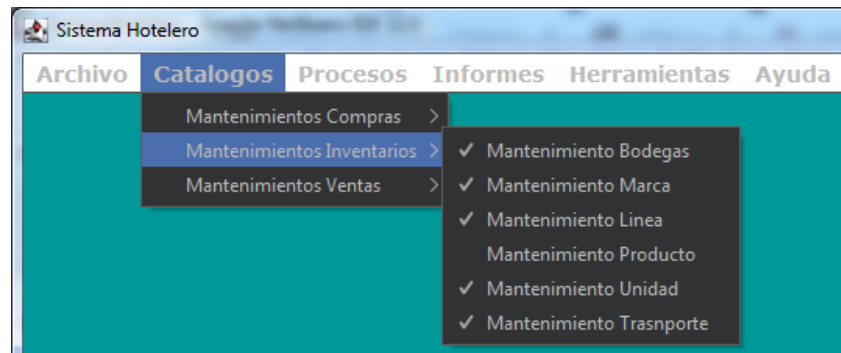 Sistema Hotelero
Archivo Catalogos Procesos Informes Herramientas Ayuda
Mantenimientos Compras
Mantenimientos Inventarios
Mantenimientos Ventas
Mantenimiento Bodegas
Mantenimiento Marca
Mantenimiento Linea
Mantenimiento Producto
Mantenimiento Unidad
Mantenimiento Trasnporte